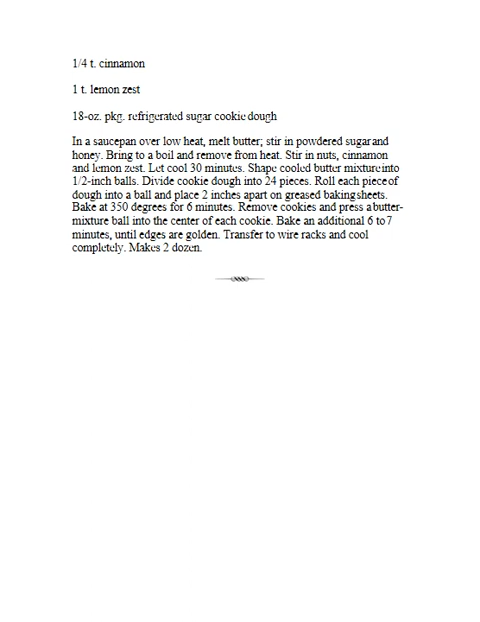 1/4 t. cinnamon
1 t. lemon zest
18-oz. pkg. refrigerated sugar cookie dough
In a saucepan over low heat, melt butter; stir in powdered sugar and
honey. Bring to a boil and remove from heat. Stir in nuts, cinnamon
and lemon zest. Let cool 30 minutes. Shape cooled butter mixture into
1/2-inch balls. Divide cookie dough into 24 pieces. Roll each piece of
dough into a ball and place 2 inches apart on greased baking sheets.
Bake at 350 degrees for 6 minutes. Remove cookies and press a butter-
mixture ball into the center of each cookie. Bake an additional 6 to 7
minutes, until edges are golden. Transfer to wire racks and cool
completely. Makes 2 dozen.